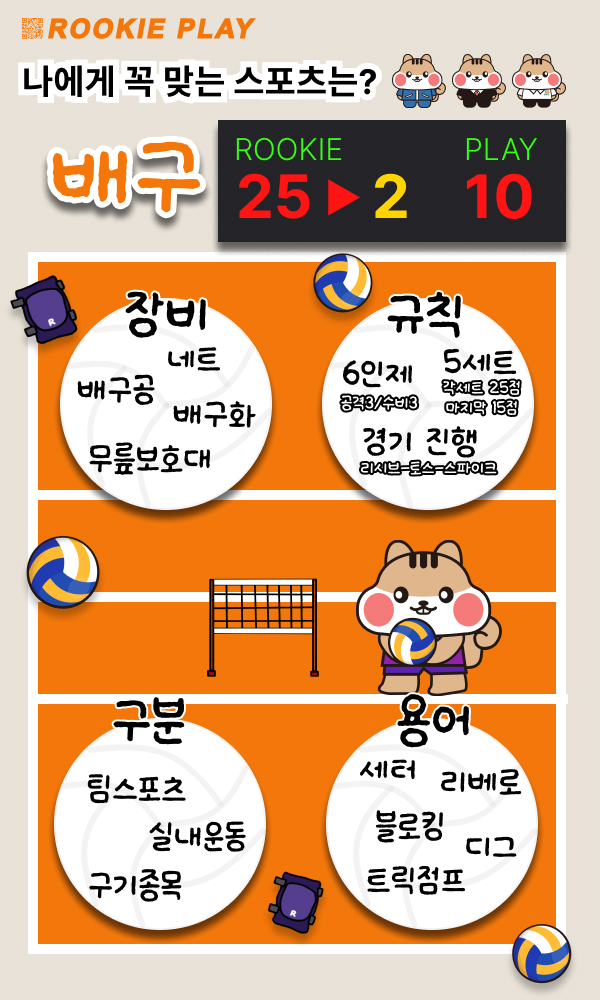 ROOKIE PLAY
나에게 꼭 맞는 스포츠는?
배구
ROOKIE PLAY
25 ▶ 2 10
장비
네트
배구공
배구화
무릎보호대
규칙
6인제
공격3/수비3
5세트
각세트 25점
마지막 15점
경기 진행
리시브-토스-스파이크
구분
팀스포츠
실내운동
구기종목
용어
세터
리베로
블로킹
디그
트릭점프
R
R